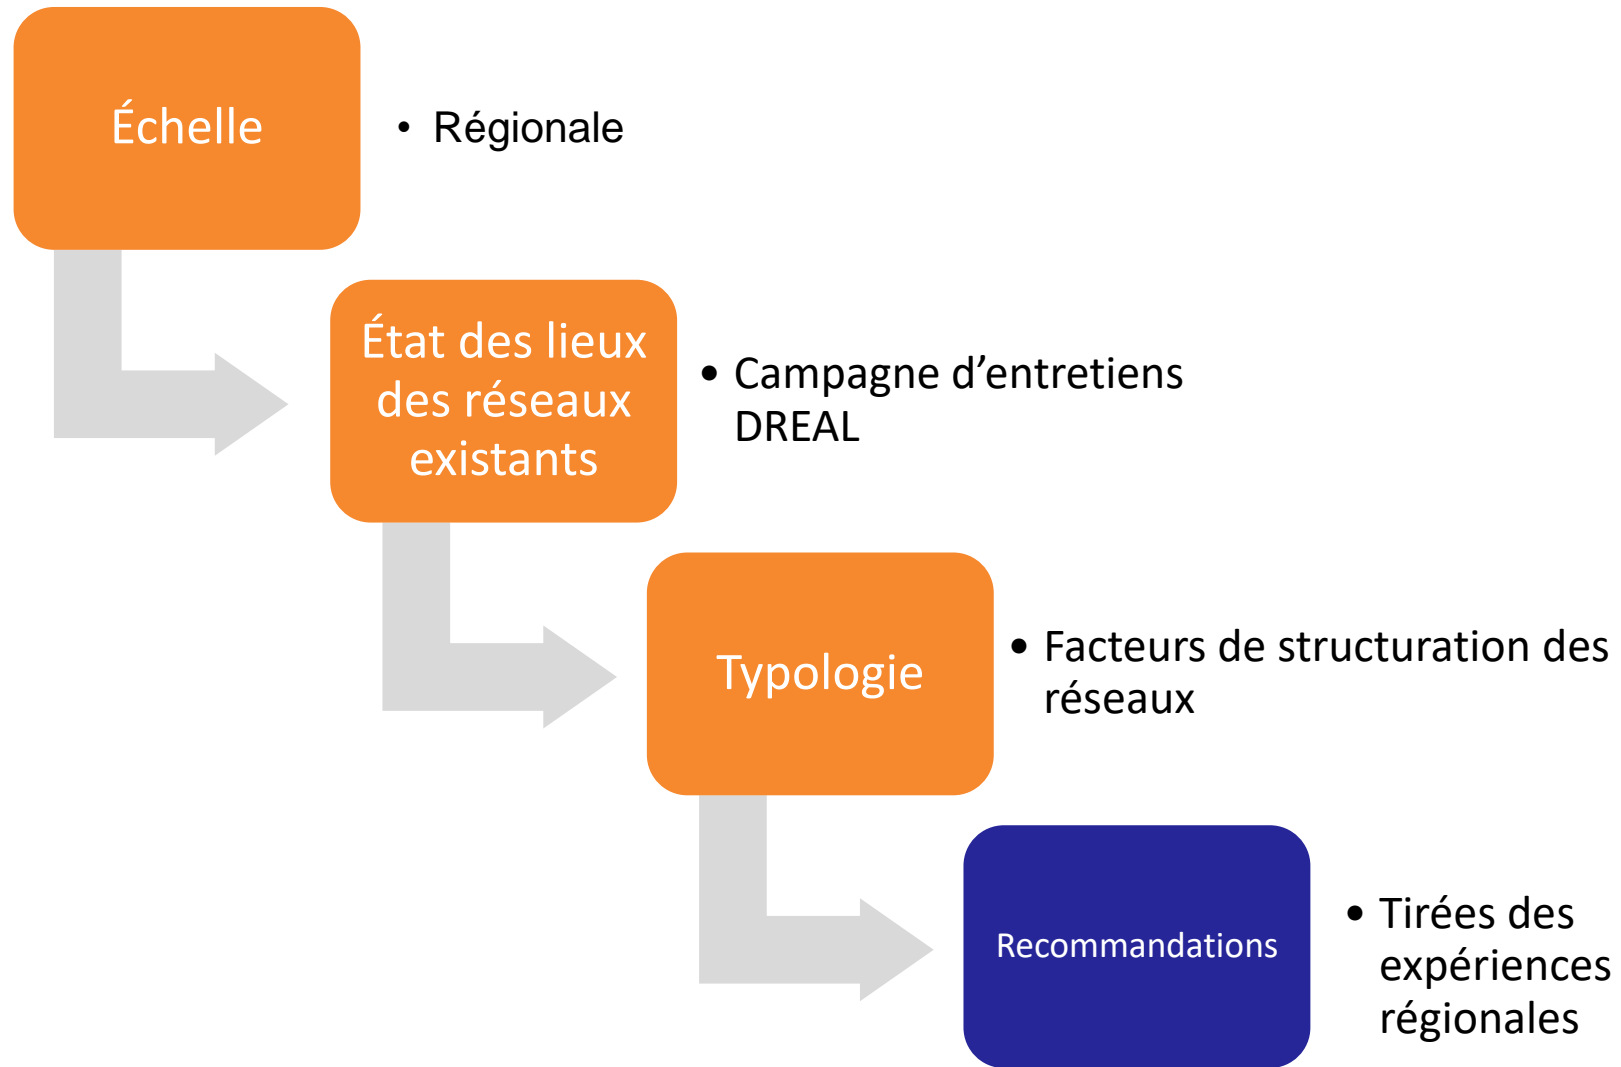 Échelle
• Régionale
État des lieux
des réseaux
existants
• Campagne d’entretiens
DREAL
Typologie
• Facteurs de structuration des
réseaux
Recommandations
• Tirées des
expériences
régionales